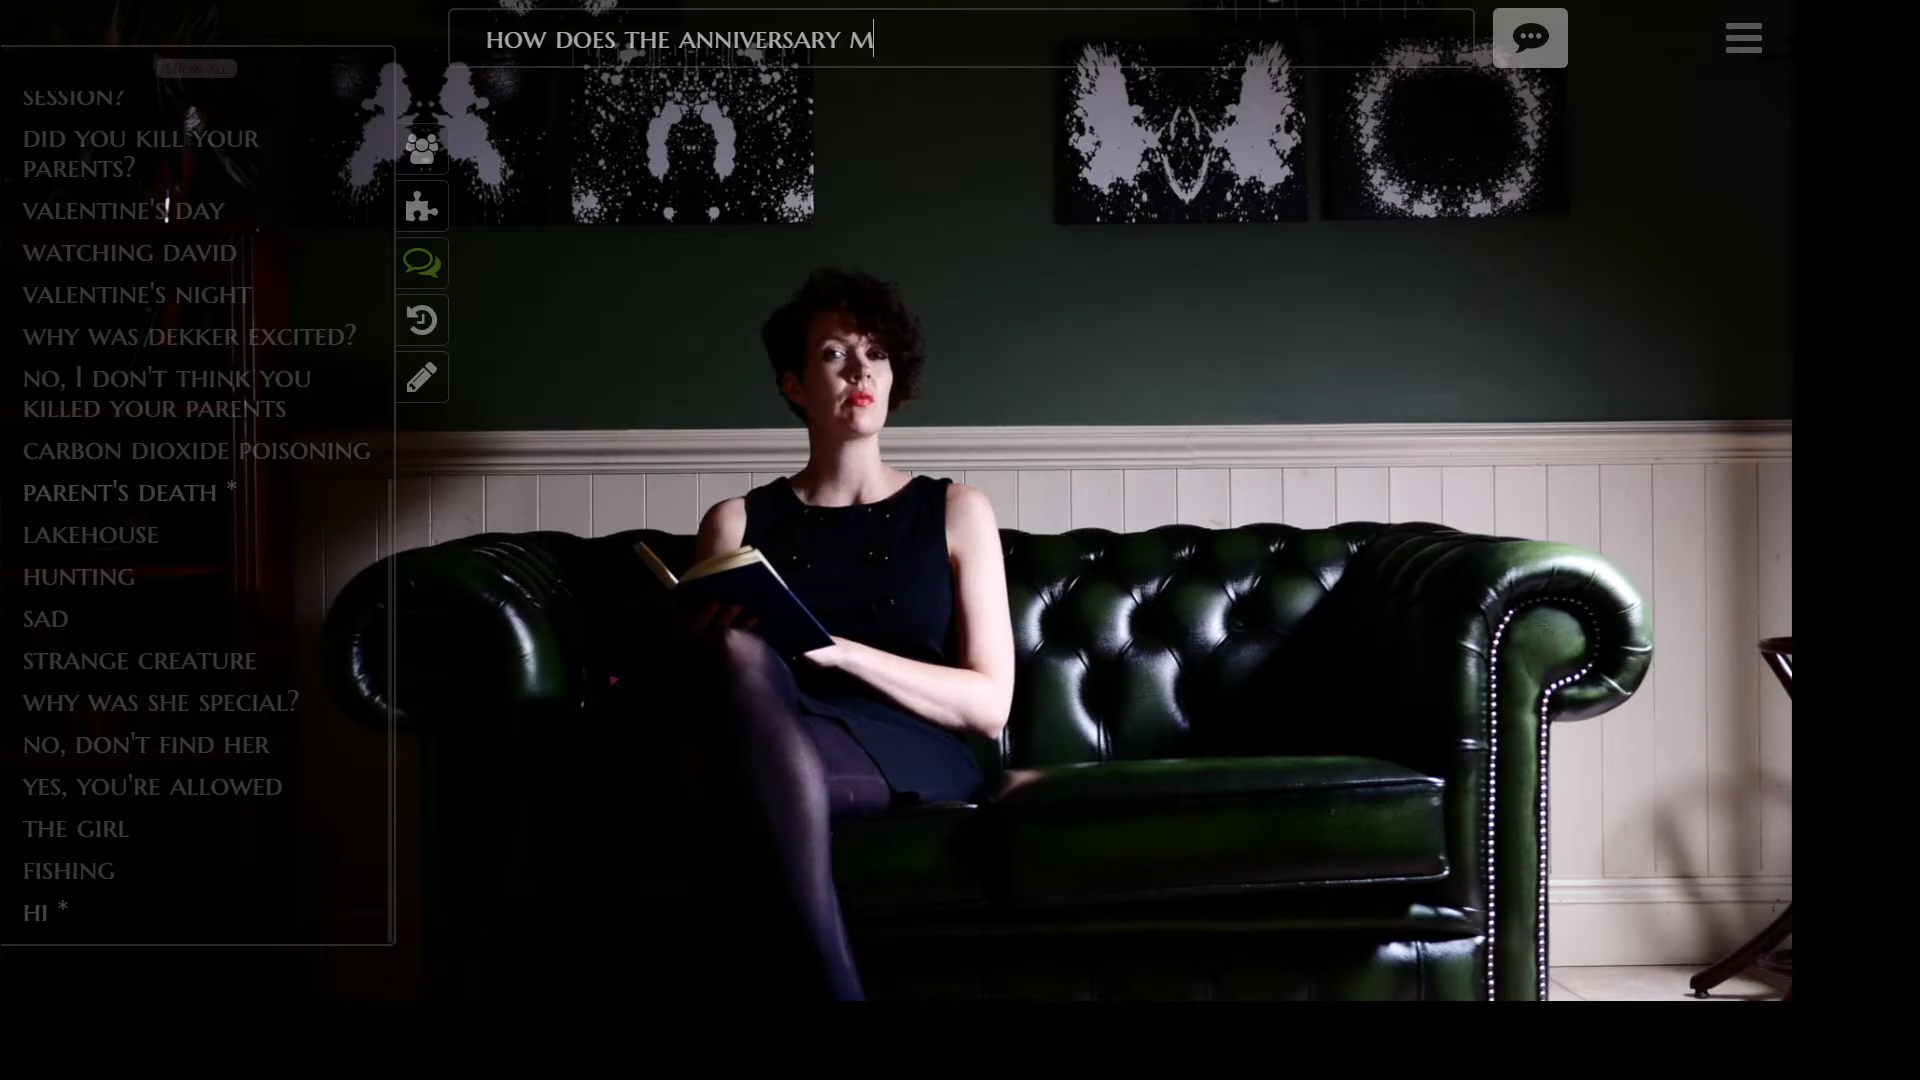 HOW DOES THE ANNIVERSARY M
SHOW ALL
SESSION?
DID YOU KILL YOUR
PARENTS?
VALENTINE'S DAY
WATCHING DAVID
VALENTINE'S NIGHT
WHY WAS DEKKER EXCITED?
NO, I DON'T THINK YOU
KILLED YOUR PARENTS
CARBON DIOXIDE POISONING
PARENT'S DEATH *
LAKEHOUSE
HUNTING
SAD
STRANGE CREATURE
WHY WAS SHE SPECIAL?
NO, DON'T FIND HER
YES, YOU'RE ALLOWED
THE GIRL
FISHING
HI *